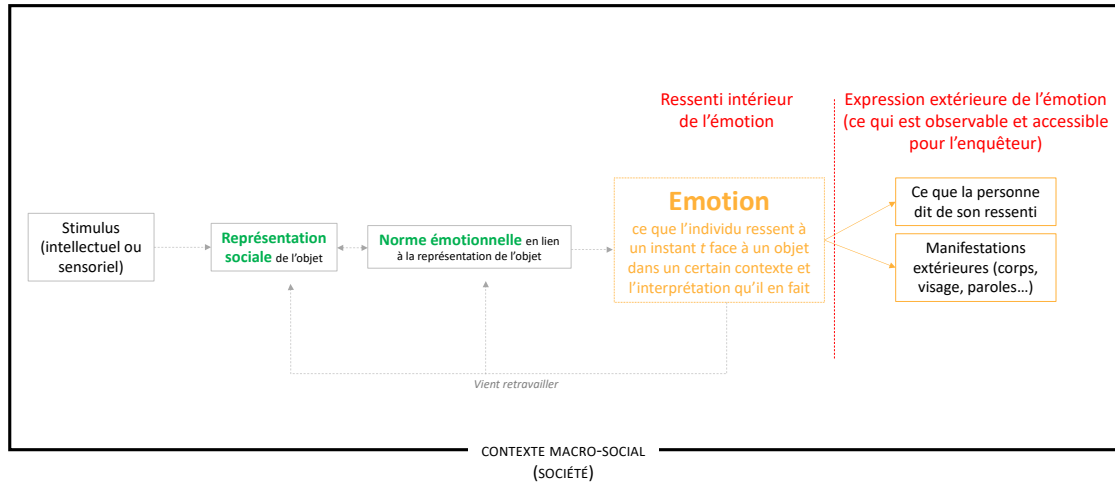 Ressenti intérieur
de l’émotion
Expression extérieure de l’émotion
(ce qui est observable et accessible
pour l’enquêteur)
Stimulus
(intellectuel ou
sensoriel)
Représentation
sociale de l’objet
Norme émotionnelle en lien
à la représentation de l’objet
Emotion
ce que l’individu ressent à
un instant t face à un objet
dans un certain contexte et
l’interprétation qu’il en fait
Ce que la personne
dit de son ressenti
Manifestations
extérieures (corps,
visage, paroles…)
Vient retravailler
CONTEXTE MACRO-SOCIAL
(SOCIÉTÉ)